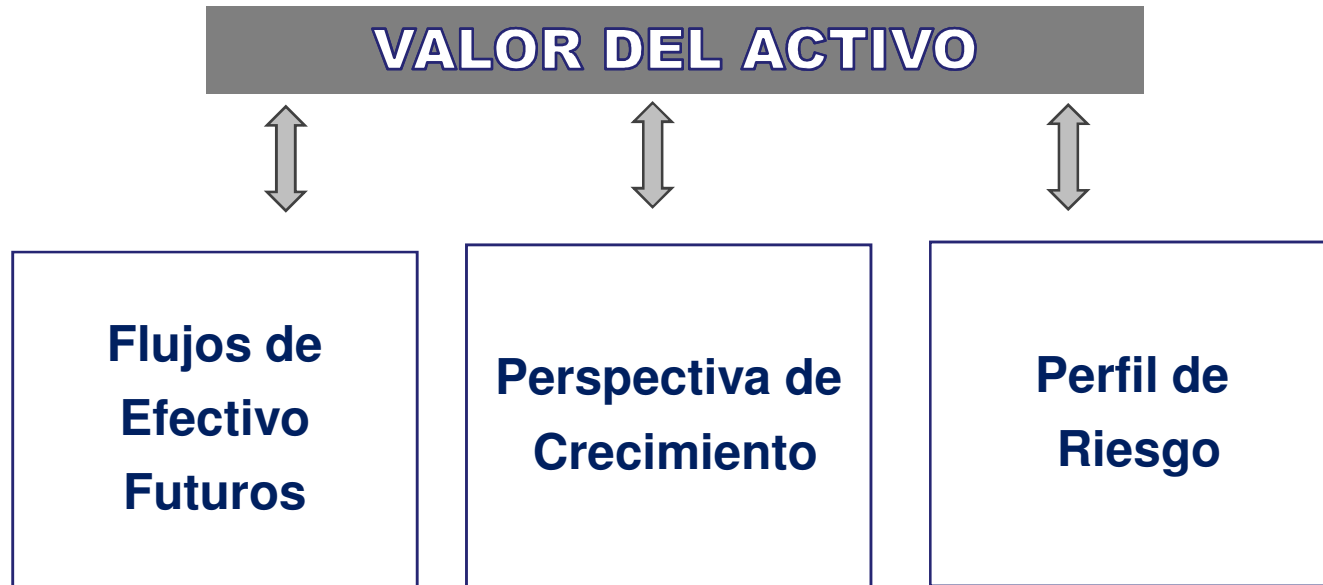 VALOR DEL ACTIVO
Flujos de
Efectivo
Futuros
Perspectiva de
Crecimiento
Perfil de
Riesgo